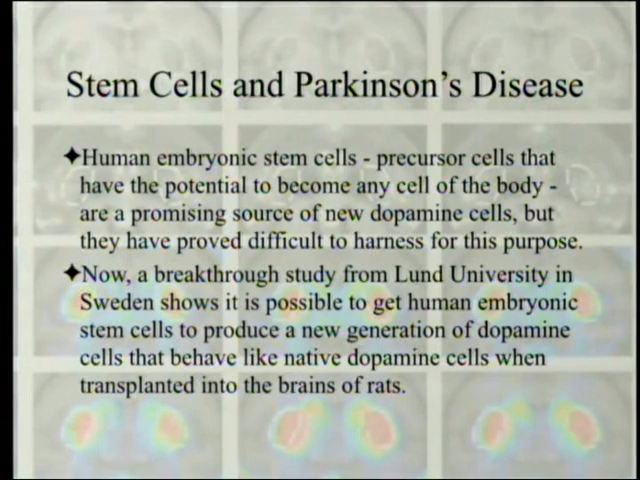 Stem Cells and Parkinson's Disease
✦Human embryonic stem cells - precursor cells that
have the potential to become any cell of the body -
are a promising source of new dopamine cells, but
they have proved difficult to harness for this purpose.
✦Now, a breakthrough study from Lund University in
Sweden shows it is possible to get human embryonic
stem cells to produce a new generation of dopamine
cells that behave like native dopamine cells when
transplanted into the brains of rats.